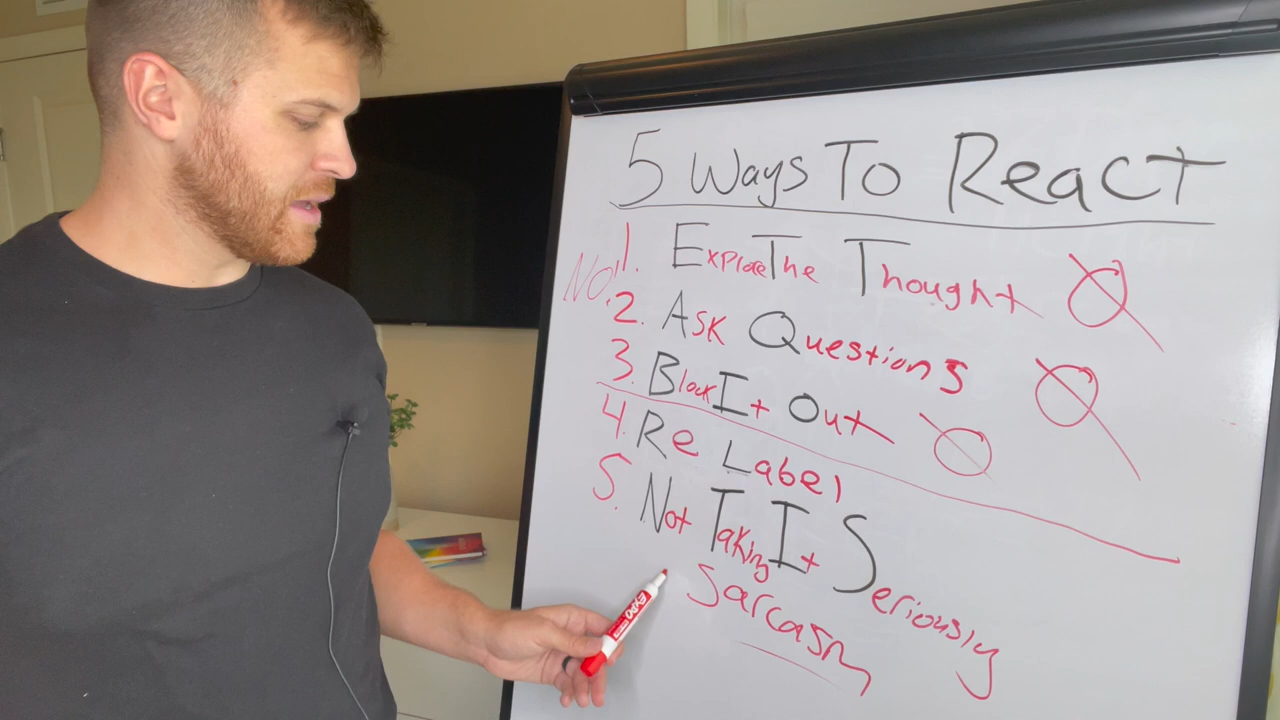 5 Ways To React
No! 1. Explore The Thought
2. Ask Questions
3. Block It Out
4. Re Label
5. Not Taking It Seriously
Sarcasm
EXPO